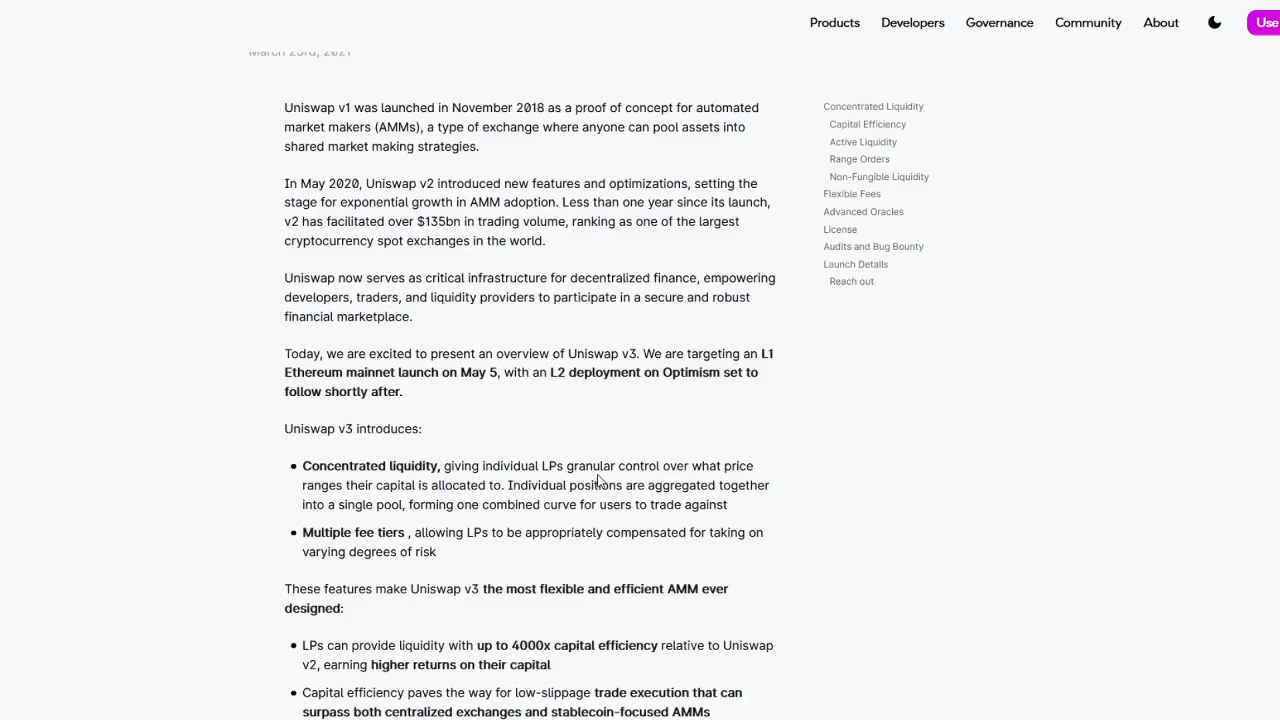 Products Developers Governance Community About Use
March 23rd, 2021
Uniswap v1 was launched in November 2018 as a proof of concept for automated
market makers (AMMs), a type of exchange where anyone can pool assets into
shared market making strategies.
In May 2020, Uniswap v2 introduced new features and optimizations, setting the
stage for exponential growth in AMM adoption. Less than one year since its launch,
v2 has facilitated over $135bn in trading volume, ranking as one of the largest
cryptocurrency spot exchanges in the world.
Uniswap now serves as critical infrastructure for decentralized finance, empowering
developers, traders, and liquidity providers to participate in a secure and robust
financial marketplace.
Today, we are excited to present an overview of Uniswap v3. We are targeting an L1
Ethereum mainnet launch on May 5, with an L2 deployment on Optimism set to
follow shortly after.
Uniswap v3 introduces:
• Concentrated liquidity, giving individual LPs granular control over what price
ranges their capital is allocated to. Individual positions are aggregated together
into a single pool, forming one combined curve for users to trade against
• Multiple fee tiers , allowing LPs to be appropriately compensated for taking on
varying degrees of risk
These features make Uniswap v3 the most flexible and efficient AMM ever
designed:
• LPs can provide liquidity with up to 4000x capital efficiency relative to Uniswap
v2, earning higher returns on their capital
• Capital efficiency paves the way for low-slippage trade execution that can
surpass both centralized exchanges and stablecoin-focused AMMs
Concentrated Liquidity
Capital Efficiency
Active Liquidity
Range Orders
Non-Fungible Liquidity
Flexible Fees
Advanced Oracles
License
Audits and Bug Bounty
Launch Details
Reach out